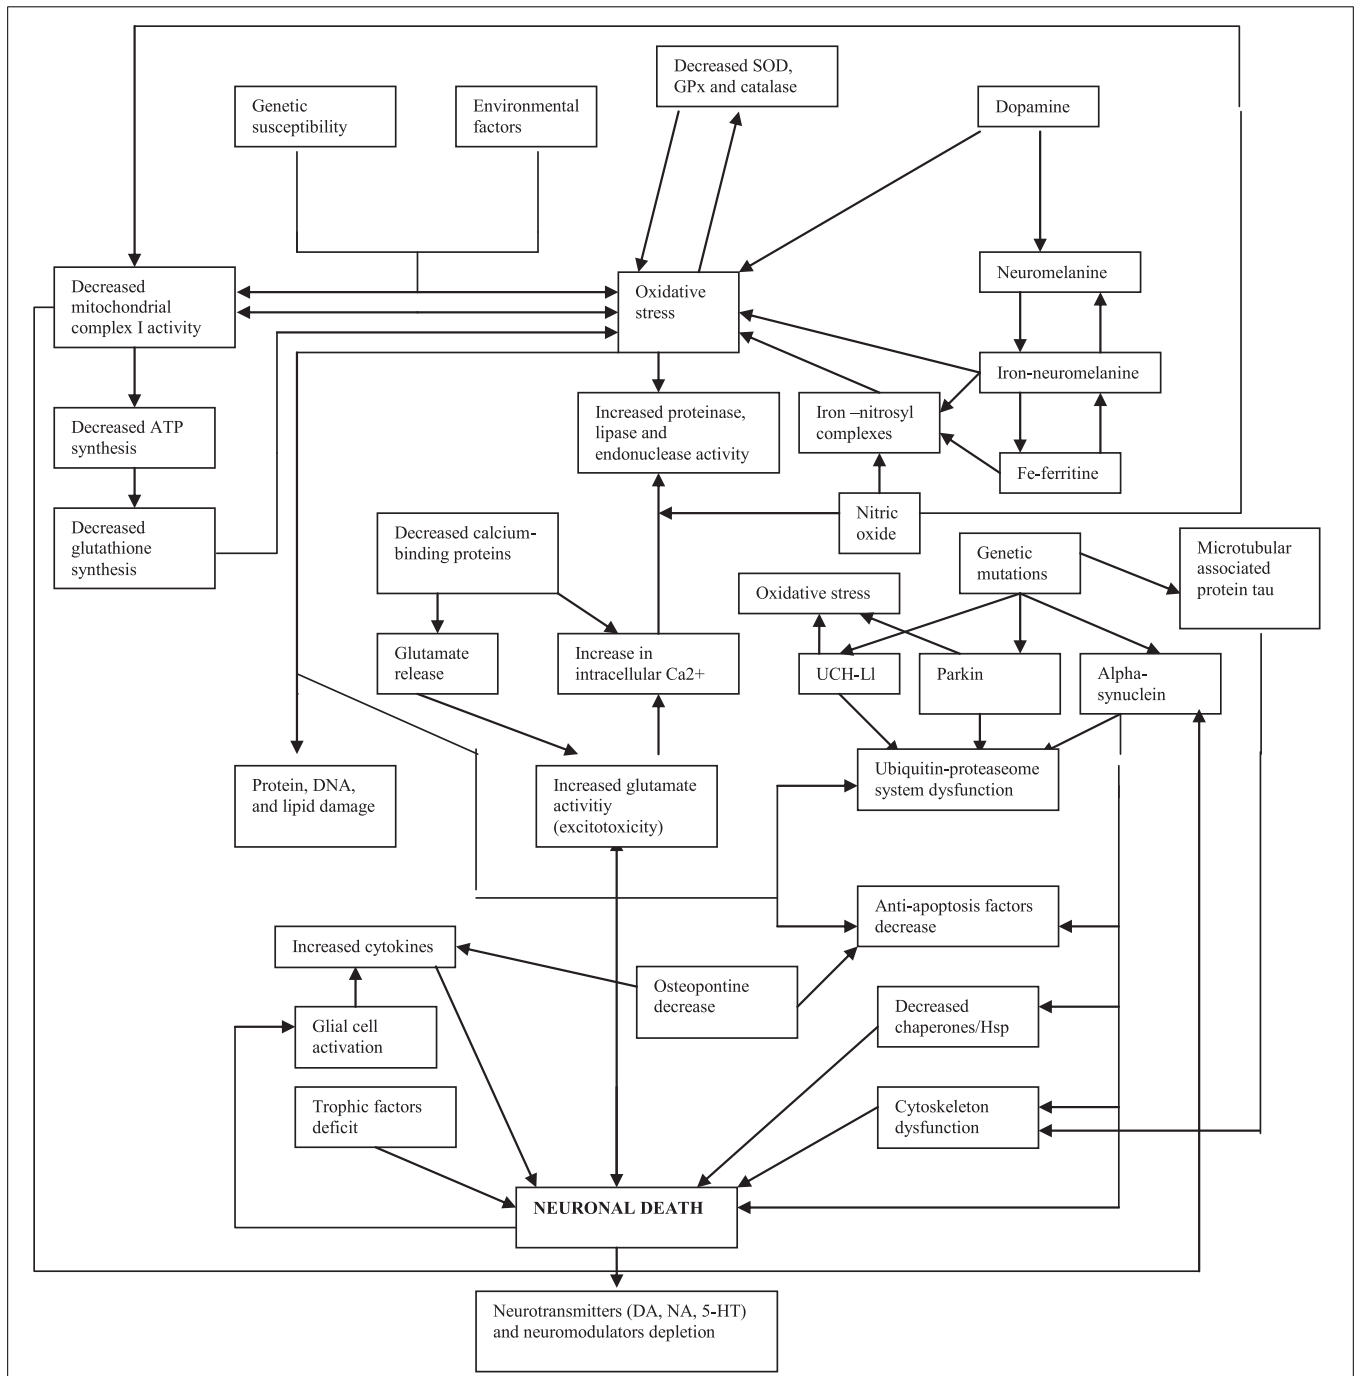 Decreased SOD,
GPx and catalase
Genetic
susceptibility
Environmental
factors
Dopamine
Decreased
mitochondrial
complex I activity
Oxidative
stress
Neuromelanine
Iron-neuromelanine
Decreased ATP
synthesis
Increased proteinase,
lipase and
endonuclease activity
Iron –nitrosyl
complexes
Fe-ferritine
Decreased
glutathione
synthesis
Decreased calcium-
binding proteins
Nitric
oxide
Genetic
mutations
Microtubular
associated
protein tau
Oxidative stress
Glutamate
release
Increase in
intracellular Ca2+
UCH-Ll
Parkin
Alpha-
synuclein
Protein, DNA,
and lipid damage
Increased glutamate
activitiy
(excitotoxicity)
Ubiquitin-proteaseome
system dysfunction
Anti-apoptosis factors
decrease
Increased cytokines
Osteopontine
decrease
Glial cell
activation
Decreased
chaperones/Hsp
Trophic factors
deficit
Cytoskeleton
dysfunction
NEURONAL DEATH
Neurotransmitters (DA, NA, 5-HT)
and neuromodulators depletion